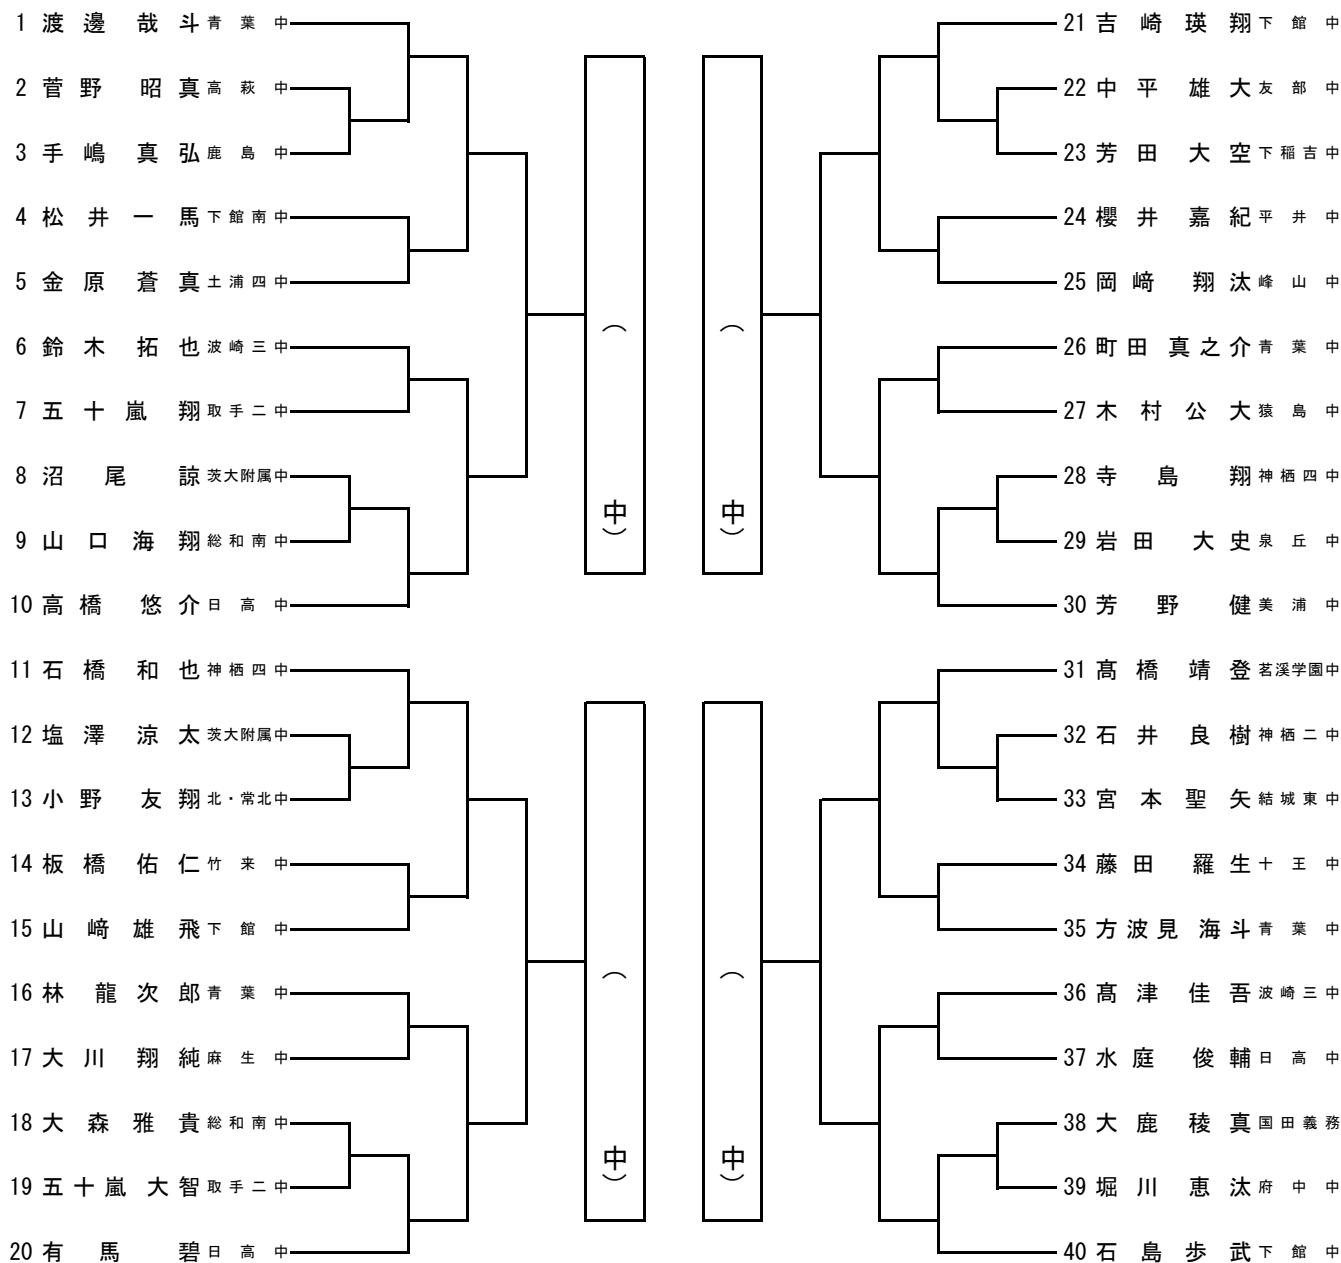 1 渡邊哉斗 青葉中
2 菅野昭真 高萩中
3 手嶋真弘 鹿島中
4 松井一馬 下館南中
5 金原蒼真 土浦四中
6 鈴木拓也 波崎三中
7 五十嵐翔 取手二中
8 沼尾諒 茨大附属中
9 山口海翔 総和南中
10 高橋悠介 日高中
11 石橋和也 神栖四中
12 塩澤涼太 茨大附属中
13 小野友翔 北・常北中
14 板橋佑仁 竹来中
15 山﨑雄飛 下館中
16 林龍次郎 青葉中
17 大川翔純 麻生中
18 大森雅貴 総和南中
19 五十嵐大智 取手二中
20 有馬碧 日高中
（ 中）
（ 中）
（ 中）
（ 中）
21 吉崎瑛翔 下館中
22 中平雄大 友部中
23 芳田大空 下稲吉中
24 櫻井嘉紀 平井中
25 岡﨑翔汰 峰山中
26 町田真之介 青葉中
27 木村公大 猿島中
28 寺島翔 神栖四中
29 岩田大史 泉丘中
30 芳野健 美浦中
31 髙橋靖登 茗溪学園中
32 石井良樹 神栖二中
33 宮本聖矢 結城東中
34 藤田羅生 十王中
35 方波見海斗 青葉中
36 髙津佳吾 波崎三中
37 水庭俊輔 日高中
38 大鹿稜真 国田義務
39 堀川恵汰 府中中
40 石島歩武 下館中